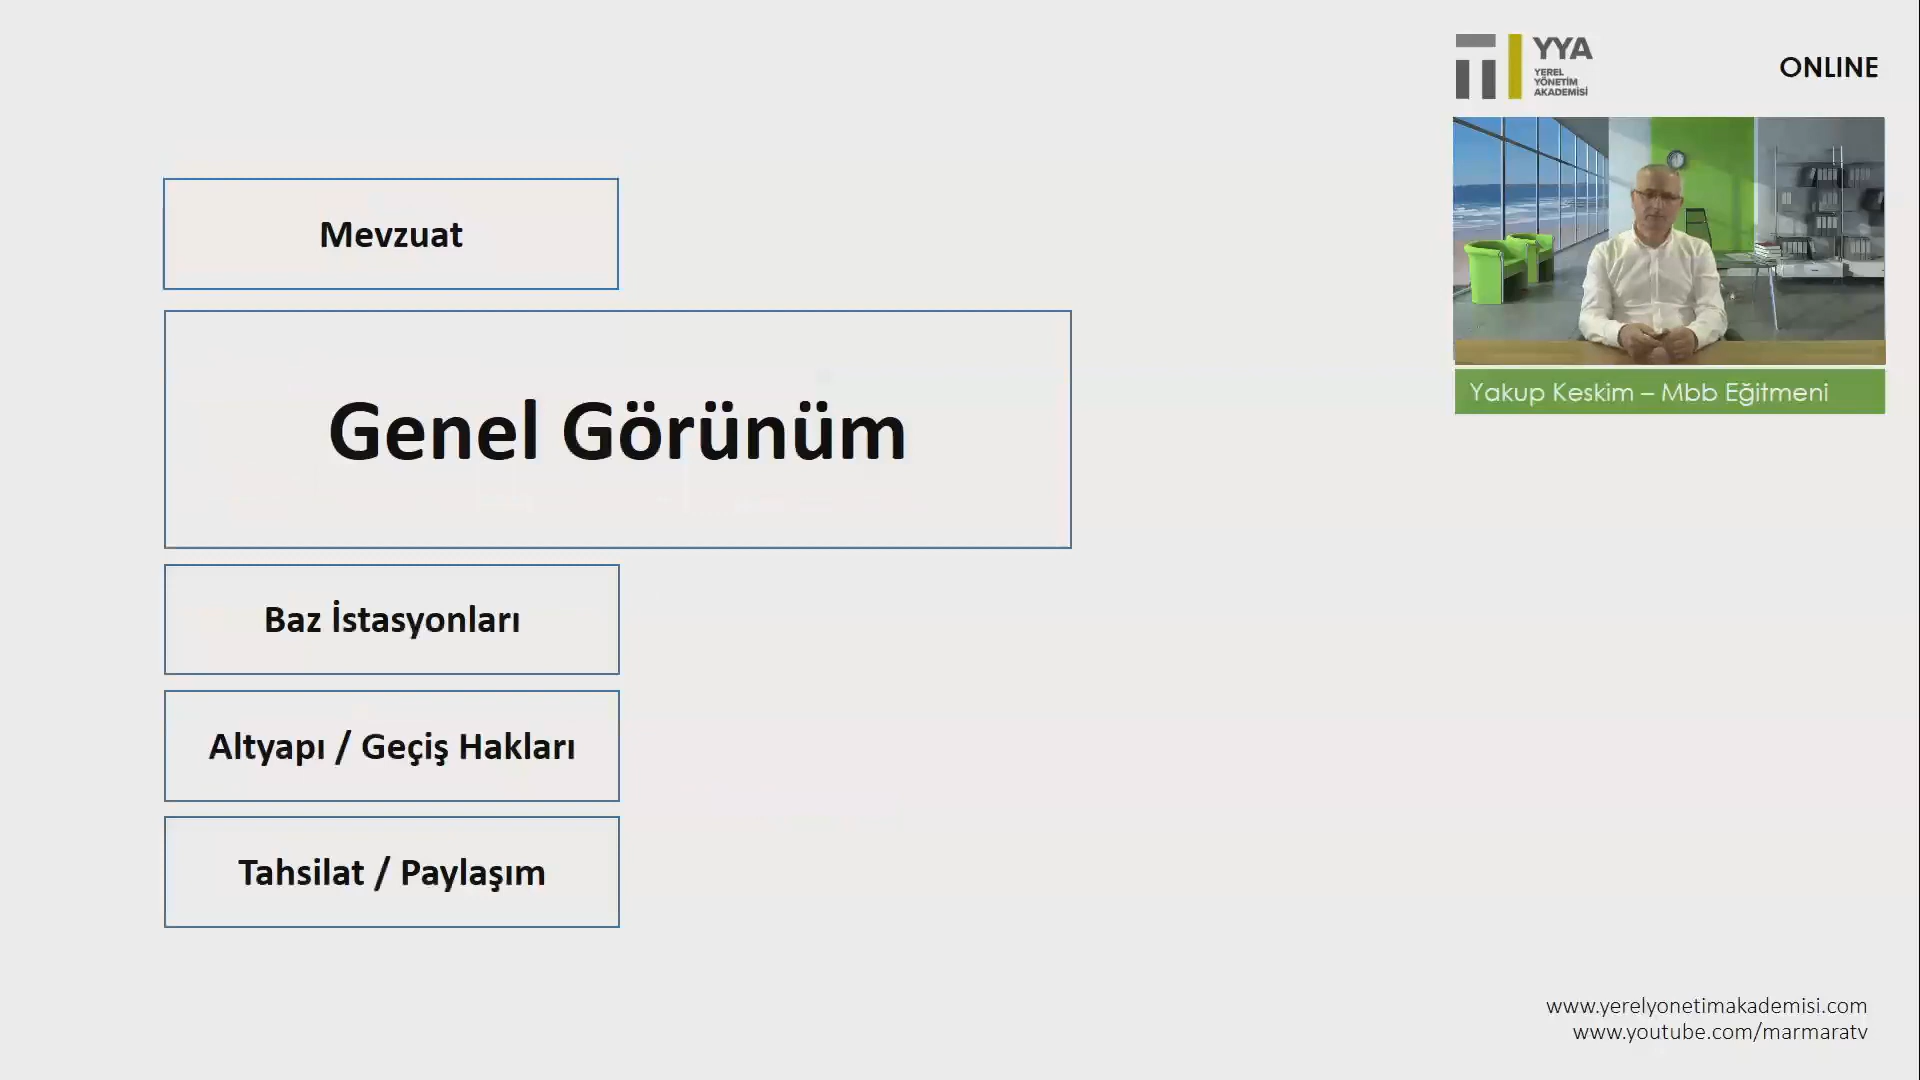 YYA
YEREL
YÖNETİM
AKADEMİSİ
ONLINE
Mevzuat
Genel Görünüm
Baz İstasyonları
Altyapı / Geçiş Hakları
Tahsilat / Paylaşım
Yakup Keskim – Mbb Eğitmeni
www.yerelyonetimakademisi.com
www.youtube.com/marmaratv